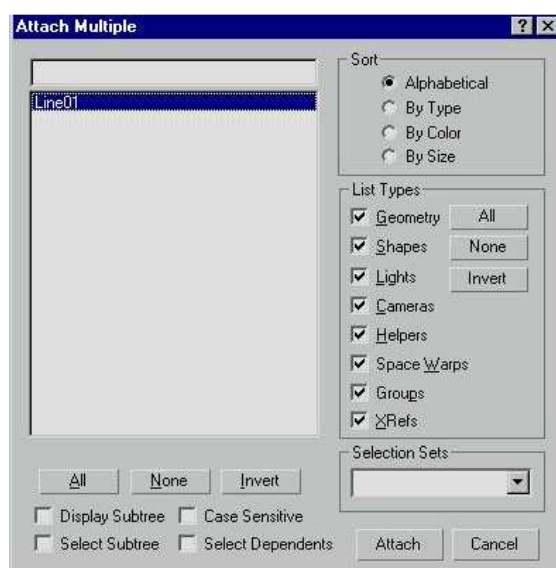 Attach Multiple
Line01
Sort
Alphabetical
By Type
By Color
By Size
List Types
Geometry
All
Shapes
None
Lights
Invert
Cameras
Helpers
Space Warps
Groups
XRefs
Selection Sets
All None Invert
Display Subtree Case Sensitive
Select Subtree Select Dependents
Attach Cancel